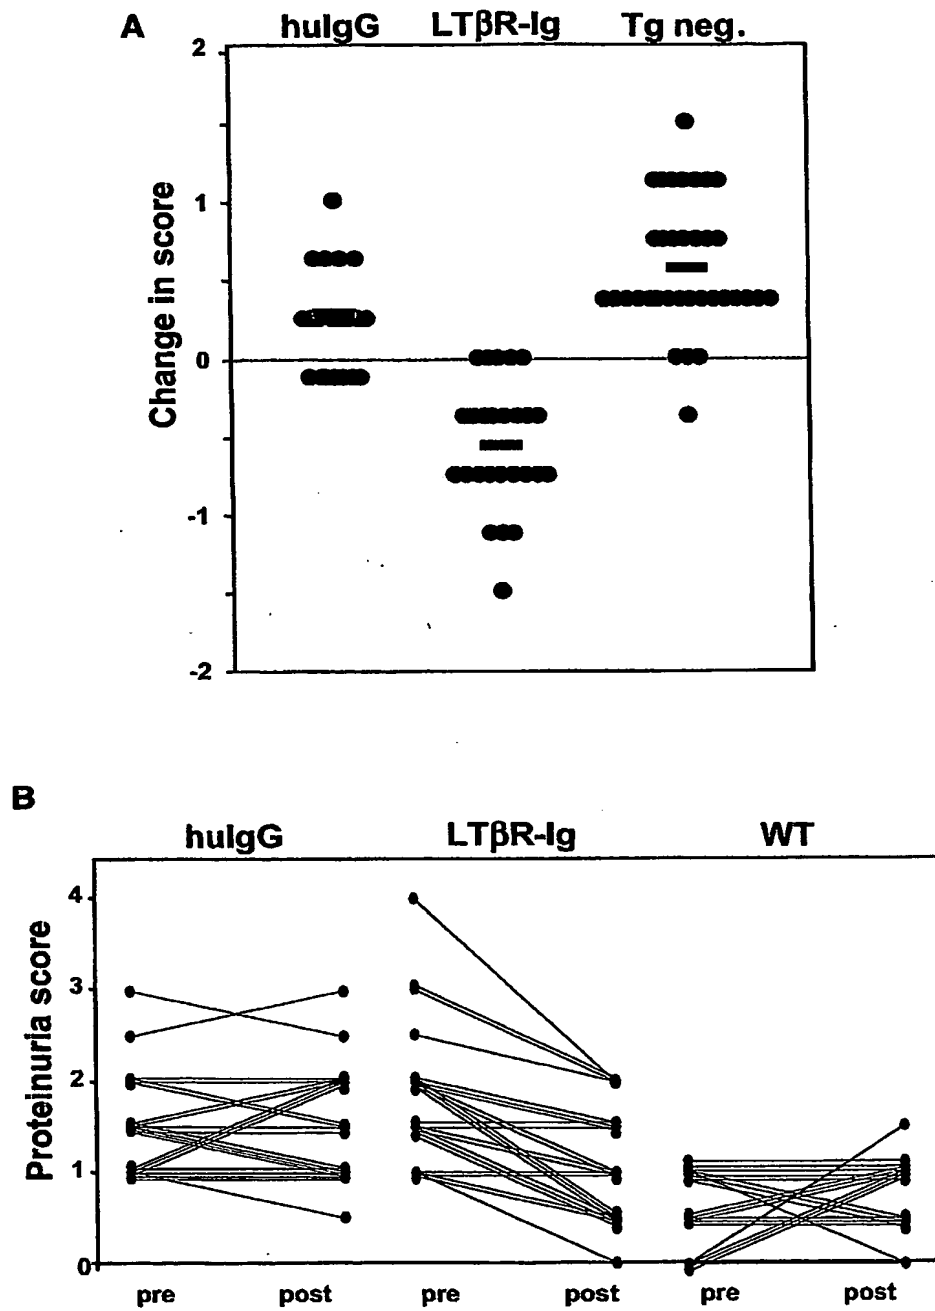 A
huIgG LTβR-Ig Tg neg.
2
1
0
-1
-2
Change in score
B
huIgG LTβR-Ig WT
4
3
2
1
0
Proteinuria score
pre post pre post pre post